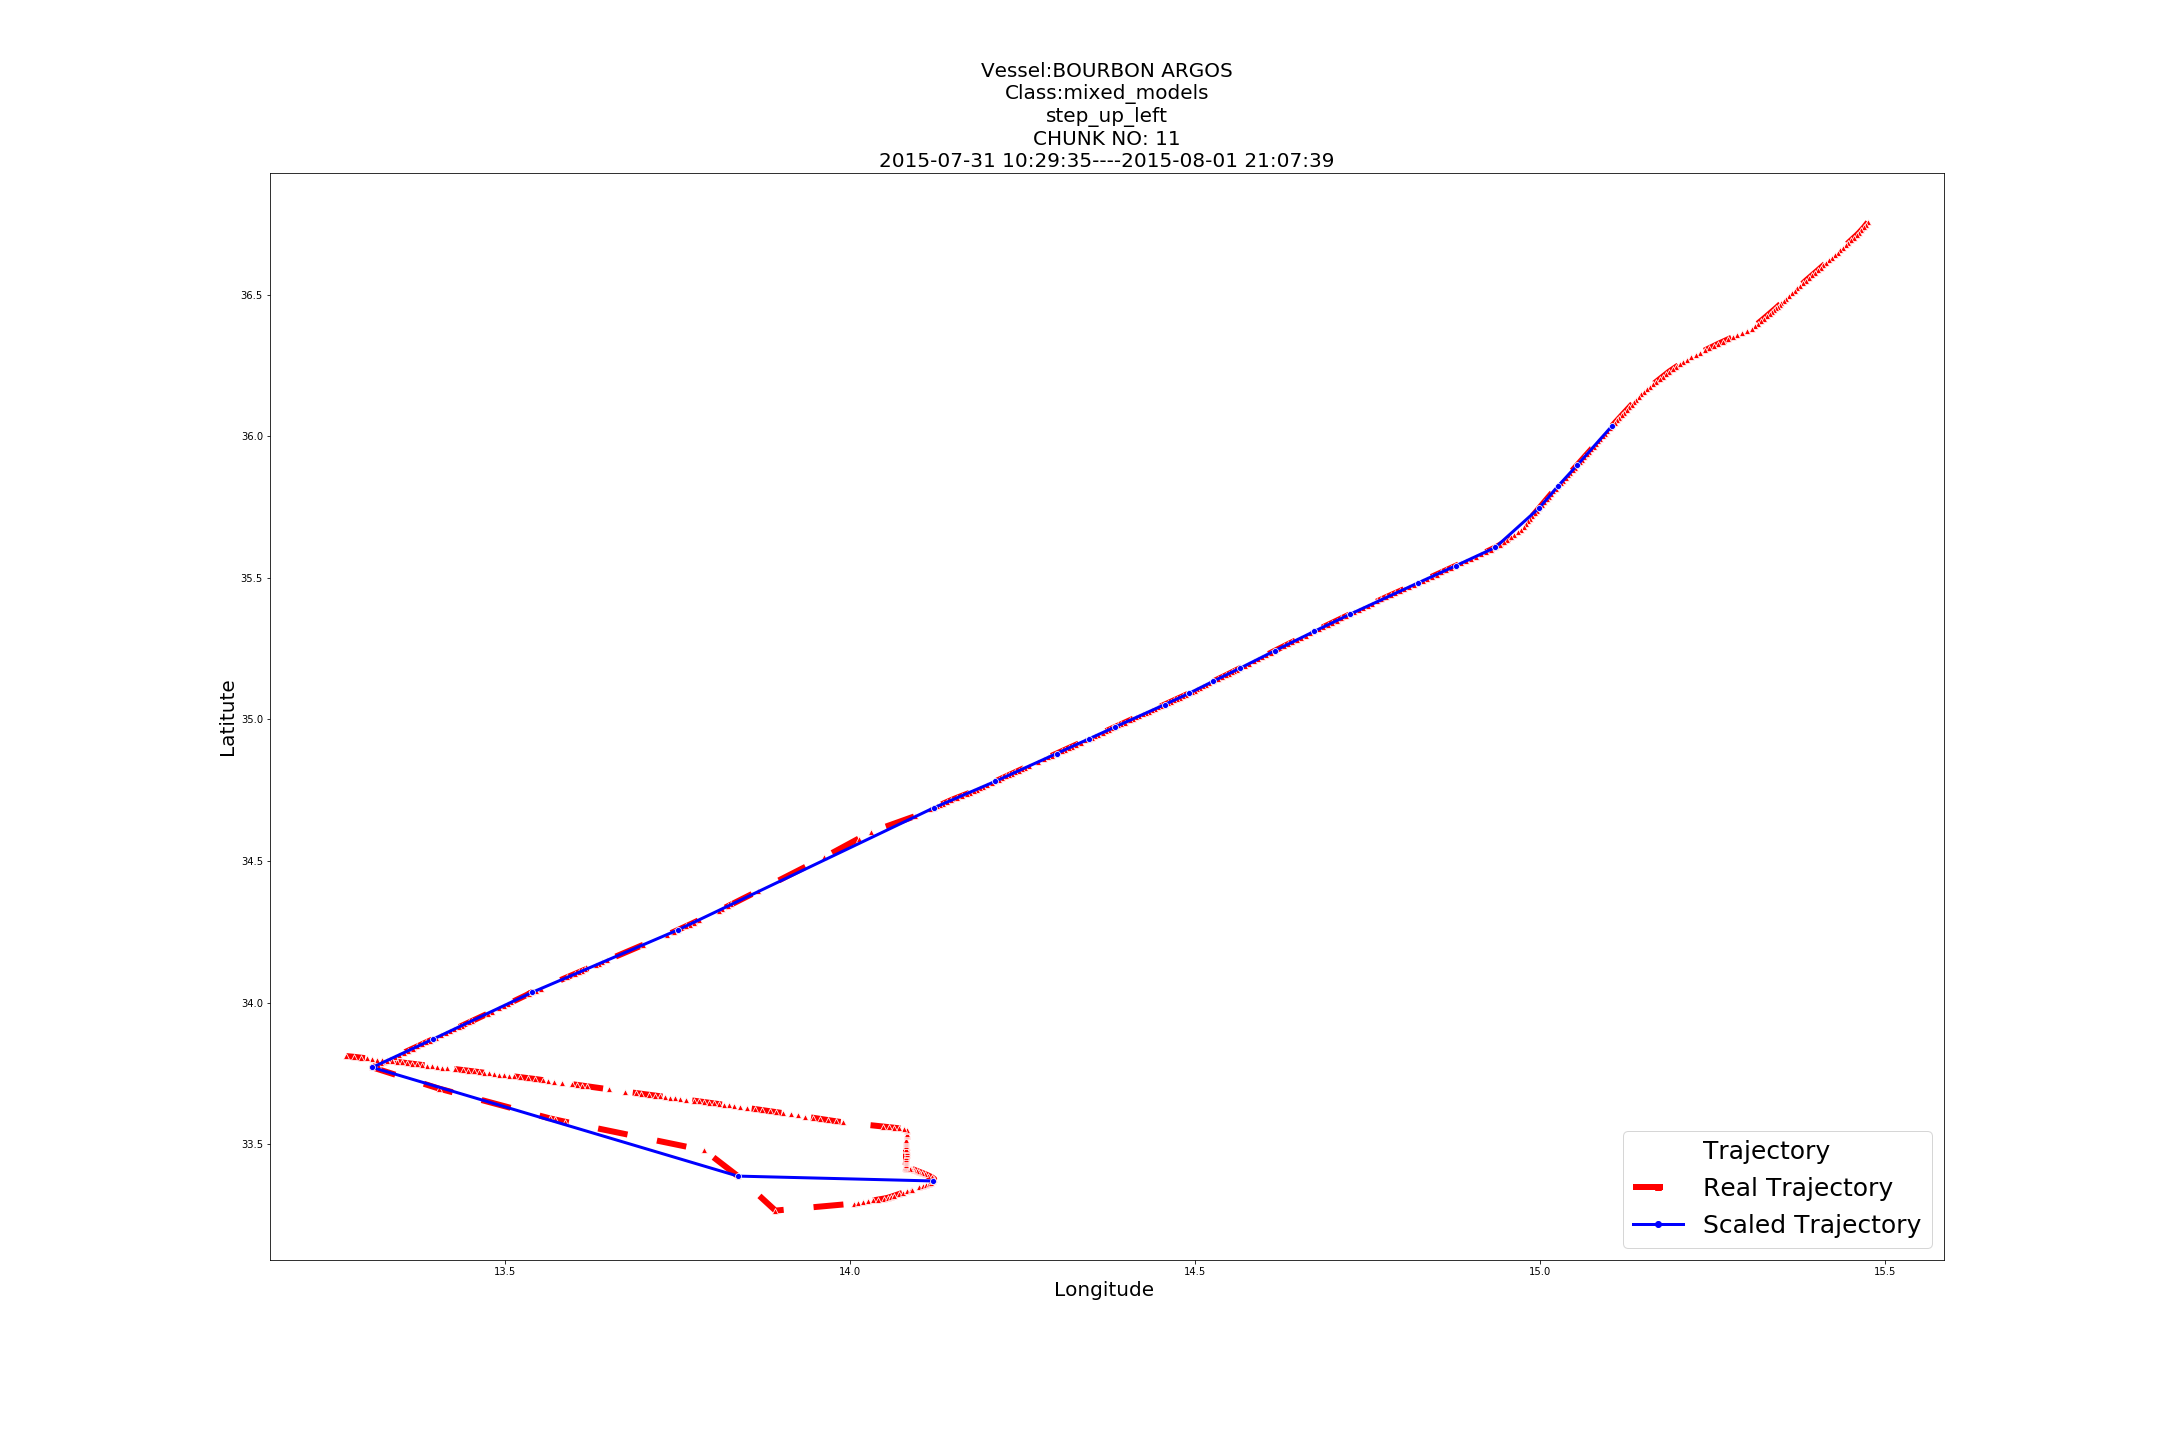 Vessel:BOURBON ARGOS
Class:mixed_models
step_up_left
CHUNK NO: 11
2015-07-31 10:29:35----2015-08-01 21:07:39
36.5
36.0
35.5
35.0
34.5
34.0
33.5
Latitute
13.5
14.0
14.5
15.0
15.5
Longitude
Trajectory
Real Trajectory
Scaled Trajectory